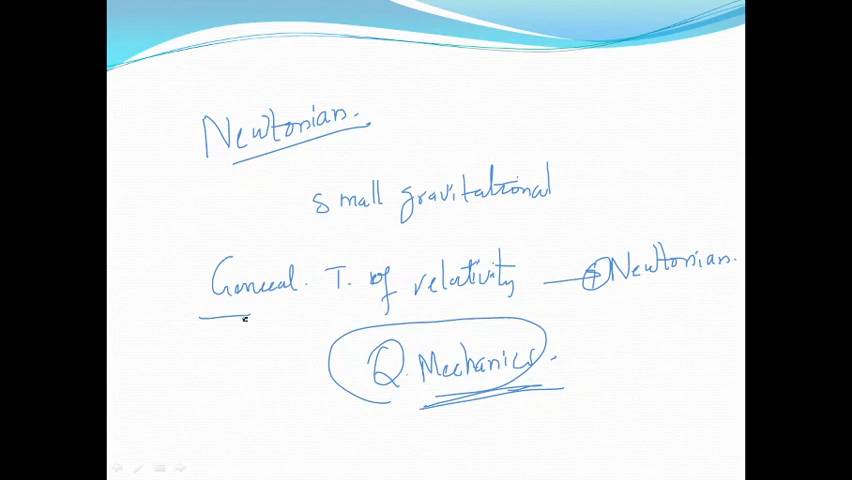 Newtonian.
small gravitational
General. T. of relativity → Newtonian.
Q. Mechanics.